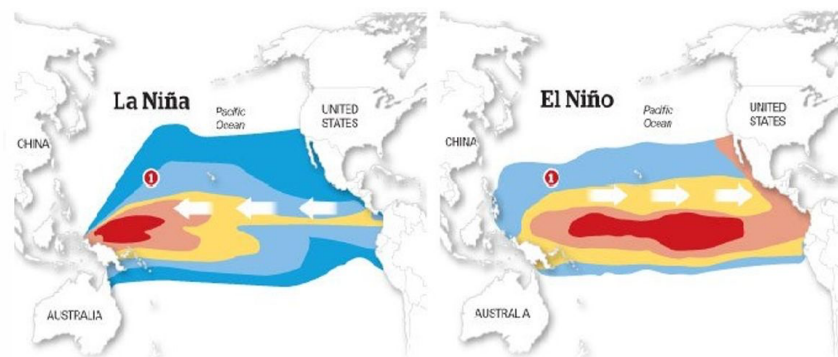 La Niña
Pacific
Ocean
UNITED
STATES
CHINA
1
AUSTRALIA
El Niño
Pacific
Ocean
UNITED
STATES
CHINA
1
AUSTRALIA